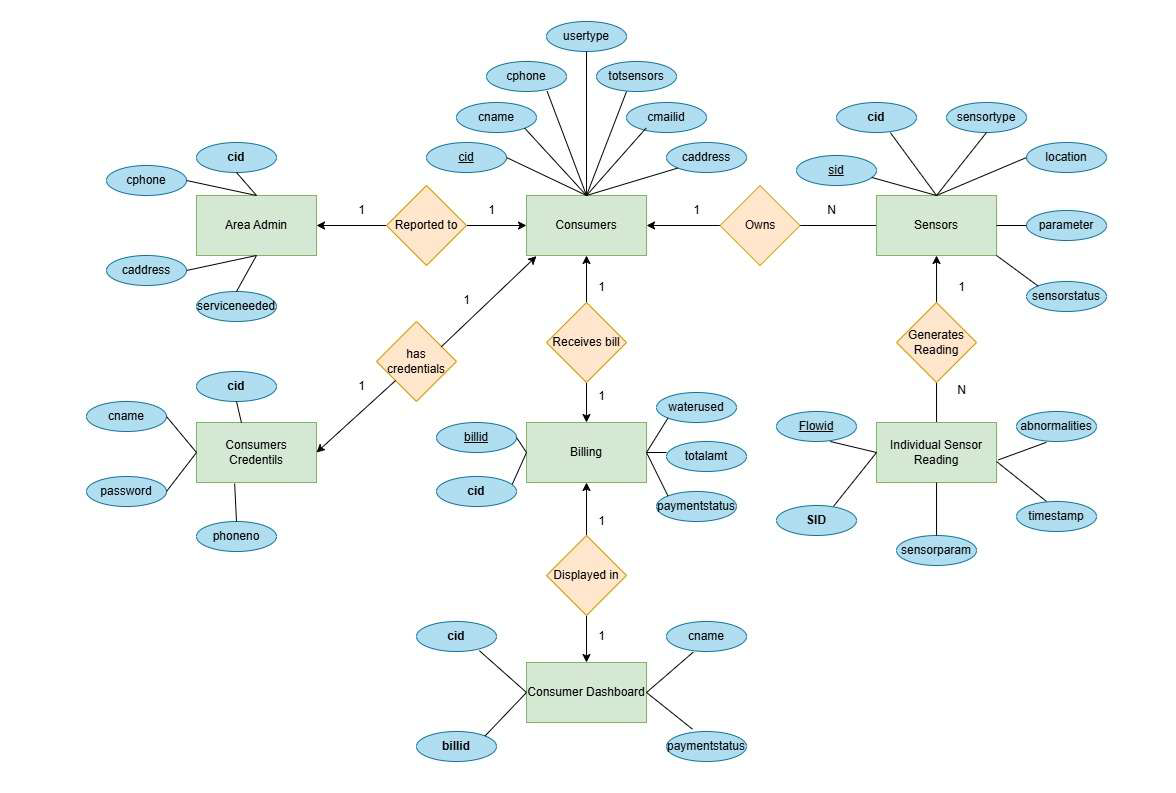 usertype
cphone
totsensors
cname
cmailid
cid
caddress
cid
sensortype
sid
location
cid
cphone
Area Admin
1
Reported to
1
Consumers
1
Owns
N
Sensors
parameter
caddress
serviceneeded
sensorstatus
1
1
1
Receives bill
Generates
Reading
has
credentials
1
1
N
cid
cname
Consumers
Credentils
password
phoneno
billid
cid
Billing
waterused
totalamt
paymentstatus
Flowid
SID
Individual Sensor
Reading
abnormalities
timestamp
sensorparam
1
Displayed in
1
cid
cname
Consumer Dashboard
billid
paymentstatus